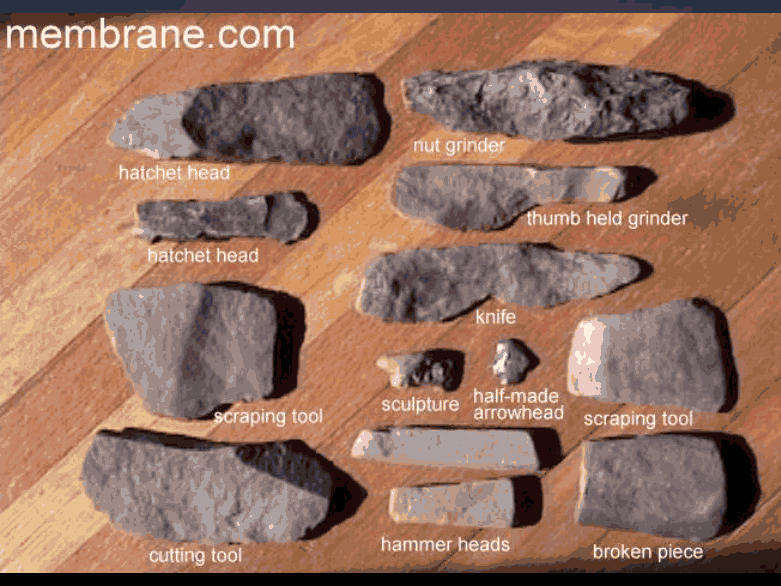 membrane.com
hatchet head
nut grinder
thumb held grinder
hatchet head
knife
sculpture
half-made
arrowhead
scraping tool
scraping tool
cutting tool
hammer heads
broken piece